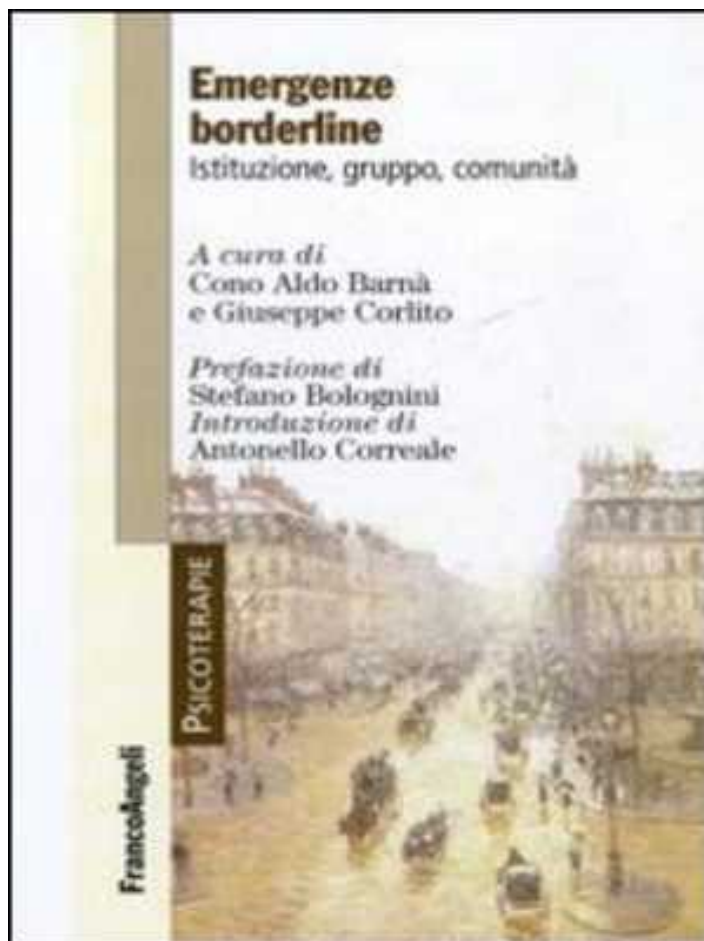 Emergenze
borderline
Istituzione, gruppo, comunità
A cura di
Cono Aldo Barnà
e Giuseppe Corlito
Prefazione di
Stefano Bolognini
Introduzione di
Antonello Correale
PSICOTERAPIE
FrancoAngeli